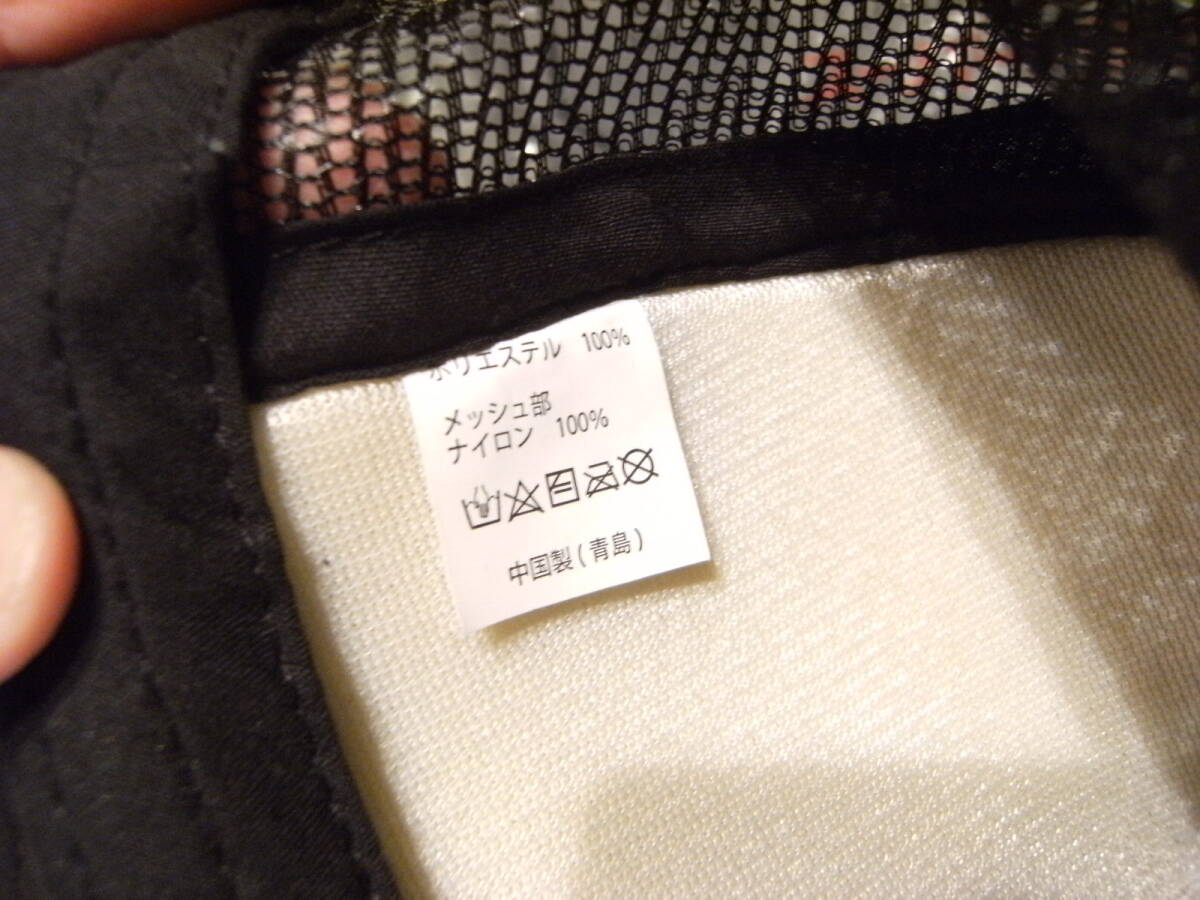 ポリエステル 100%
メッシュ部
ナイロン 100%
中国製(青島)